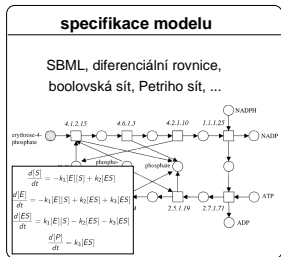 specifikace modelu
SBML, diferenciální rovnice,
boolovská sít, Petriho sít, ...
NADPH
4.1.2.15
4.6.1.3
4.2.1.10
1.1.1.25
erythrose-4-
phosphate
NADP
phospho-
phosphate
ATP
2.5.1.19
2.7.1.71
ADP
d[S]/dt = −k₁[E][S] + k₂[ES]
d[E]/dt = −k₁[E][S] + k₂[ES] + k₃[ES]
d[ES]/dt = k₁[E][S] − k₂[ES] − k₃[ES]
d[P]/dt = k₃[ES]